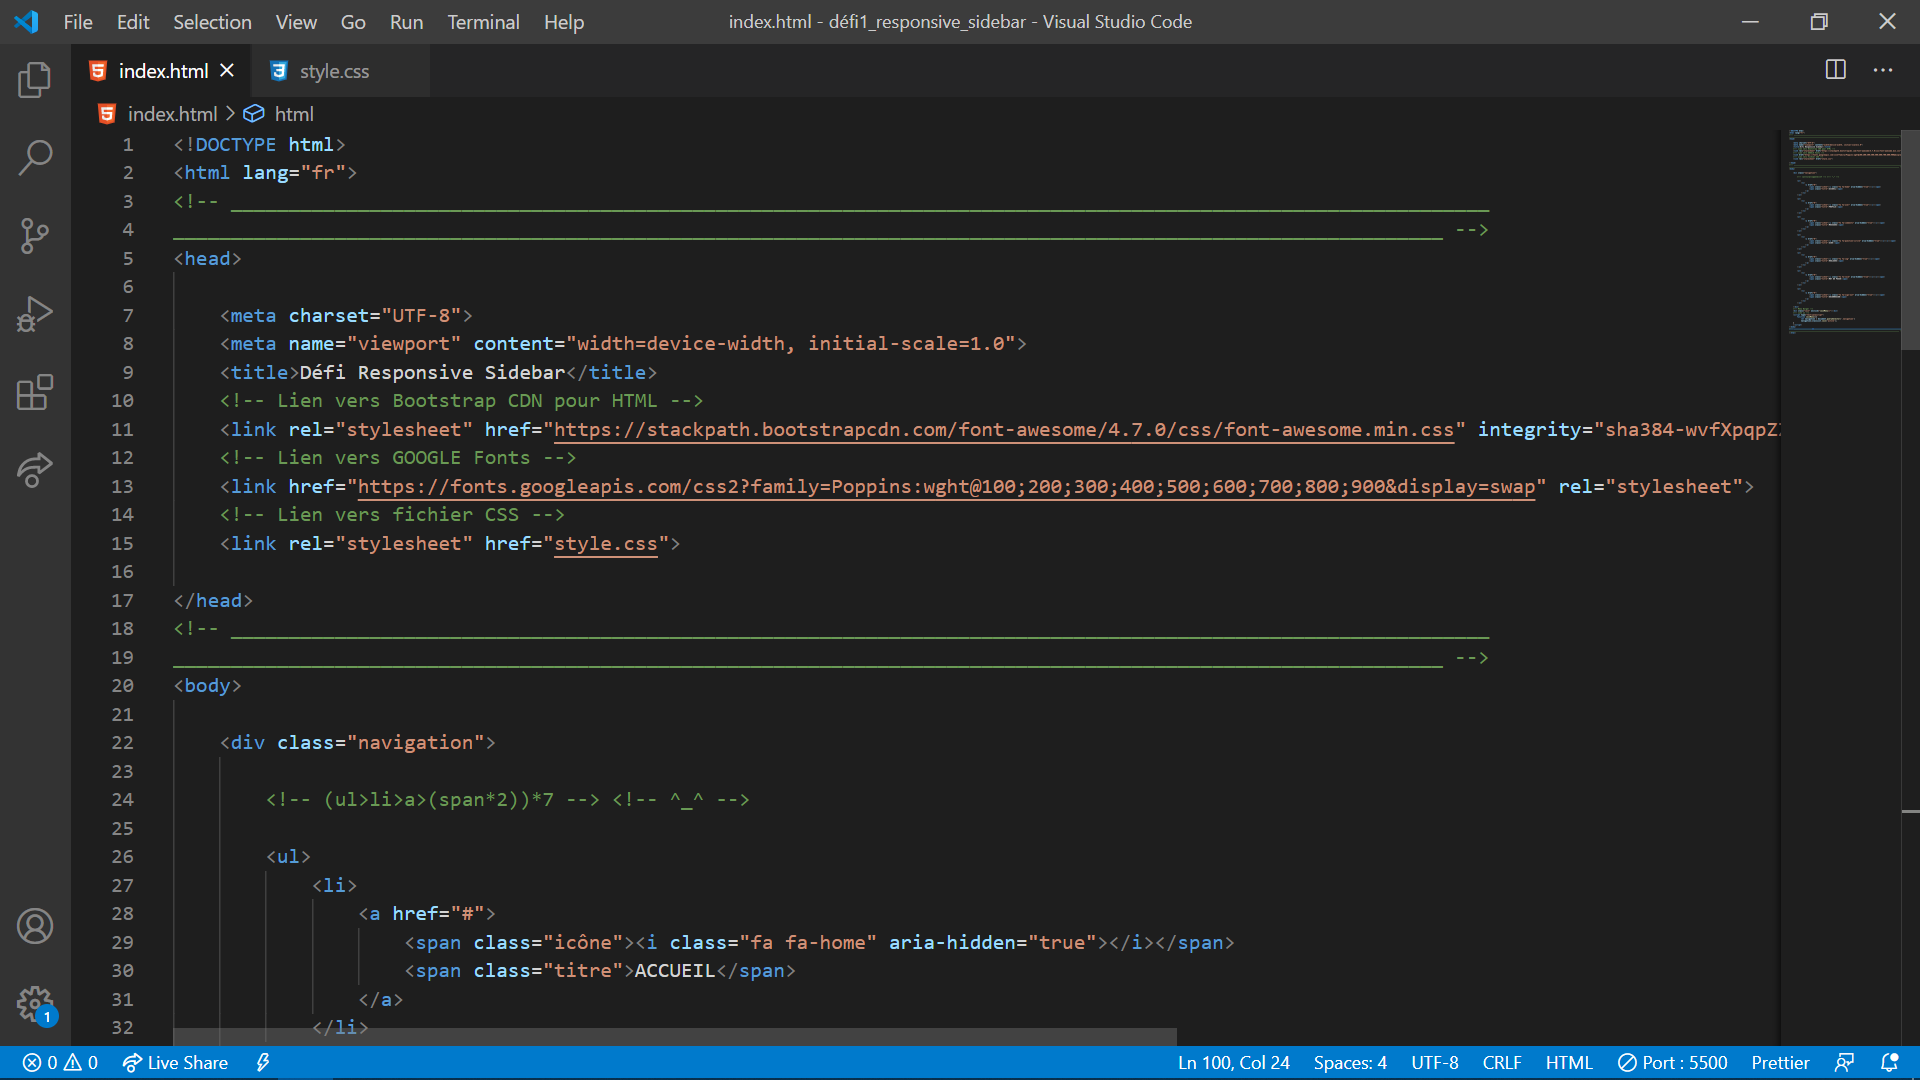 File Edit Selection View Go Run Terminal Help
index.html - défi1_responsive_sidebar - Visual Studio Code
index.html
style.css
index.html > html
1 <!DOCTYPE html>
2 <html lang="fr">
3 <!-- _____________________________________________________________________________________________________________
4 ______________________________________________________________________________________________________________ -->
5 <head>
6
7 <meta charset="UTF-8">
8 <meta name="viewport" content="width=device-width, initial-scale=1.0">
9 <title>Défi Responsive Sidebar</title>
10 <!-- Lien vers Bootstrap CDN pour HTML -->
11 <link rel="stylesheet" href="https://stackpath.bootstrapcdn.com/font-awesome/4.7.0/css/font-awesome.min.css" integrity="sha384-wvfXpqpZ
12 <!-- Lien vers GOOGLE Fonts -->
13 <link href="https://fonts.googleapis.com/css2?family=Poppins:wght@100;200;300;400;500;600;700;800;900&display=swap" rel="stylesheet">
14 <!-- Lien vers fichier CSS -->
15 <link rel="stylesheet" href="style.css">
16
17 </head>
18 <!-- _____________________________________________________________________________________________________________
19 ______________________________________________________________________________________________________________ -->
20 <body>
21
22 <div class="navigation">
23
24 <!-- (ul>li>a>(span*2))*7 --> <!-- ^_^ -->
25
26 <ul>
27 <li>
28 <a href="#">
29 <span class="icône"><i class="fa fa-home" aria-hidden="true"></i></span>
30 <span class="titre">ACCUEIL</span>
31 </a>
32 </li>
1
0 0 Live Share
Ln 100, Col 24 Spaces: 4 UTF-8 CRLF HTML Port : 5500 Prettier